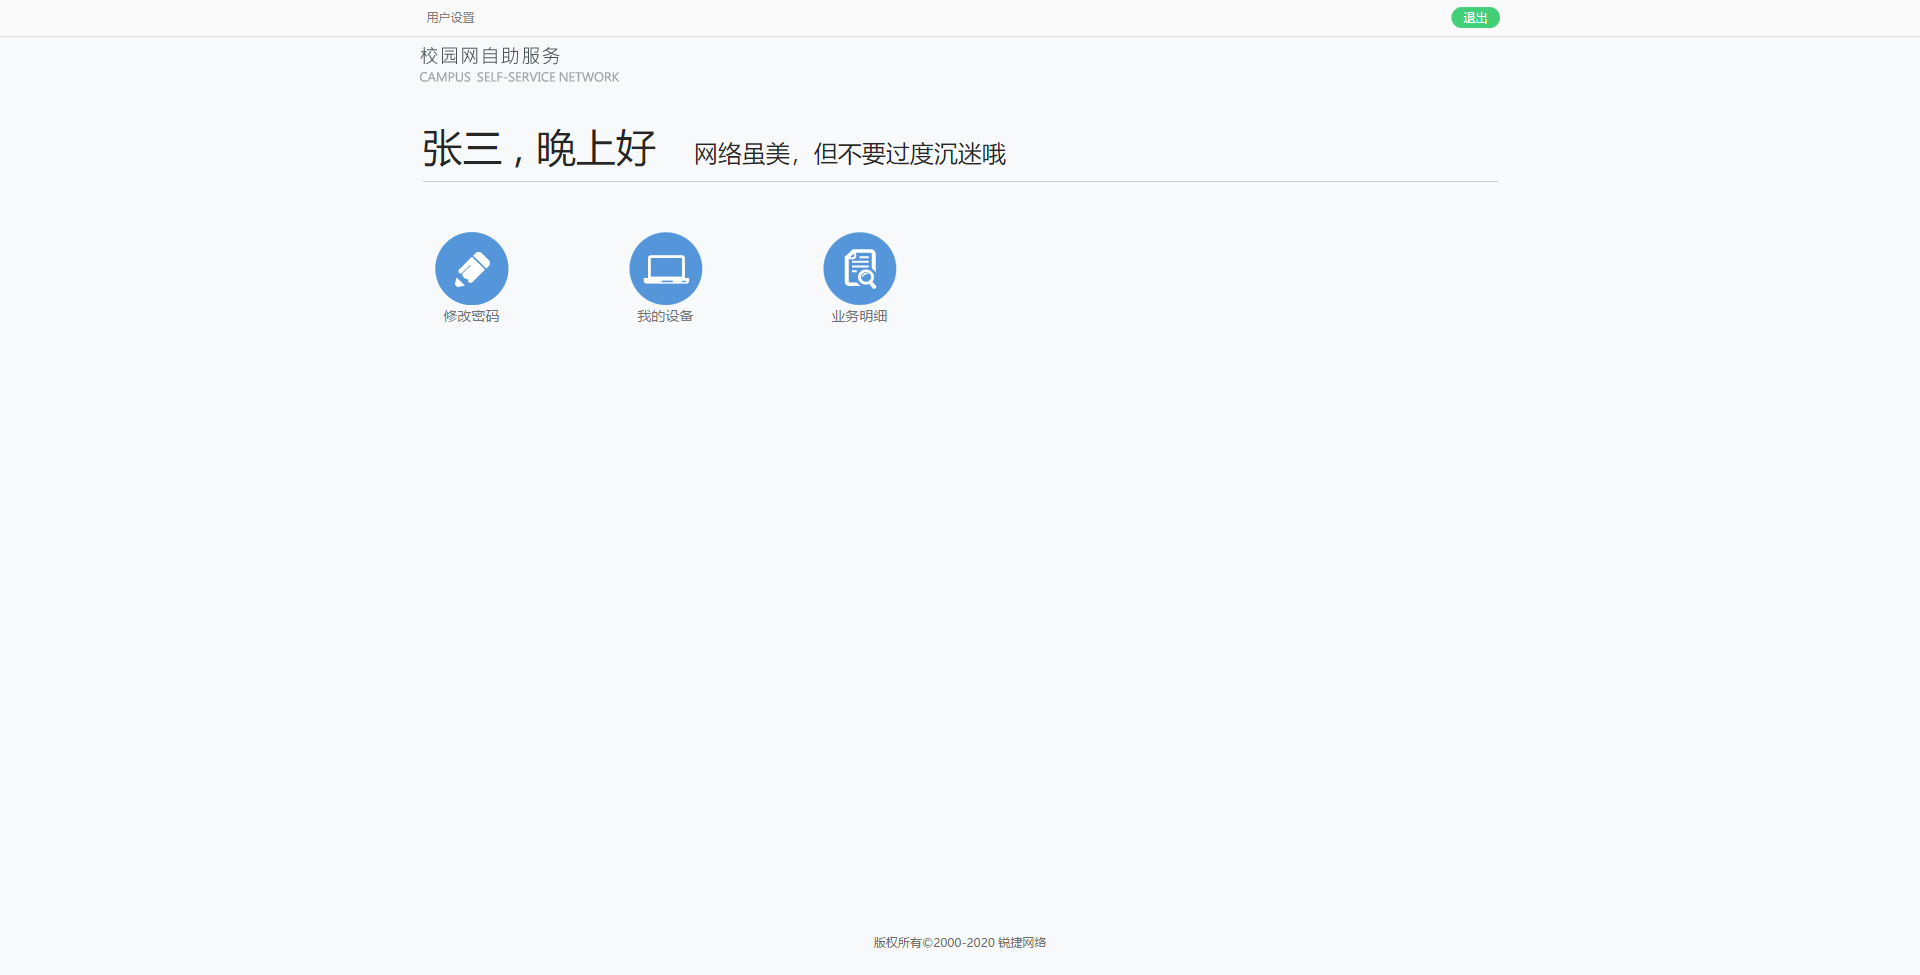 用户设置 退出
校园网自助服务
CAMPUS SELF-SERVICE NETWORK
张三 , 晚上好 网络虽美，但不要过度沉迷哦
修改密码 我的设备 业务明细
版权所有©2000-2020 锐捷网络